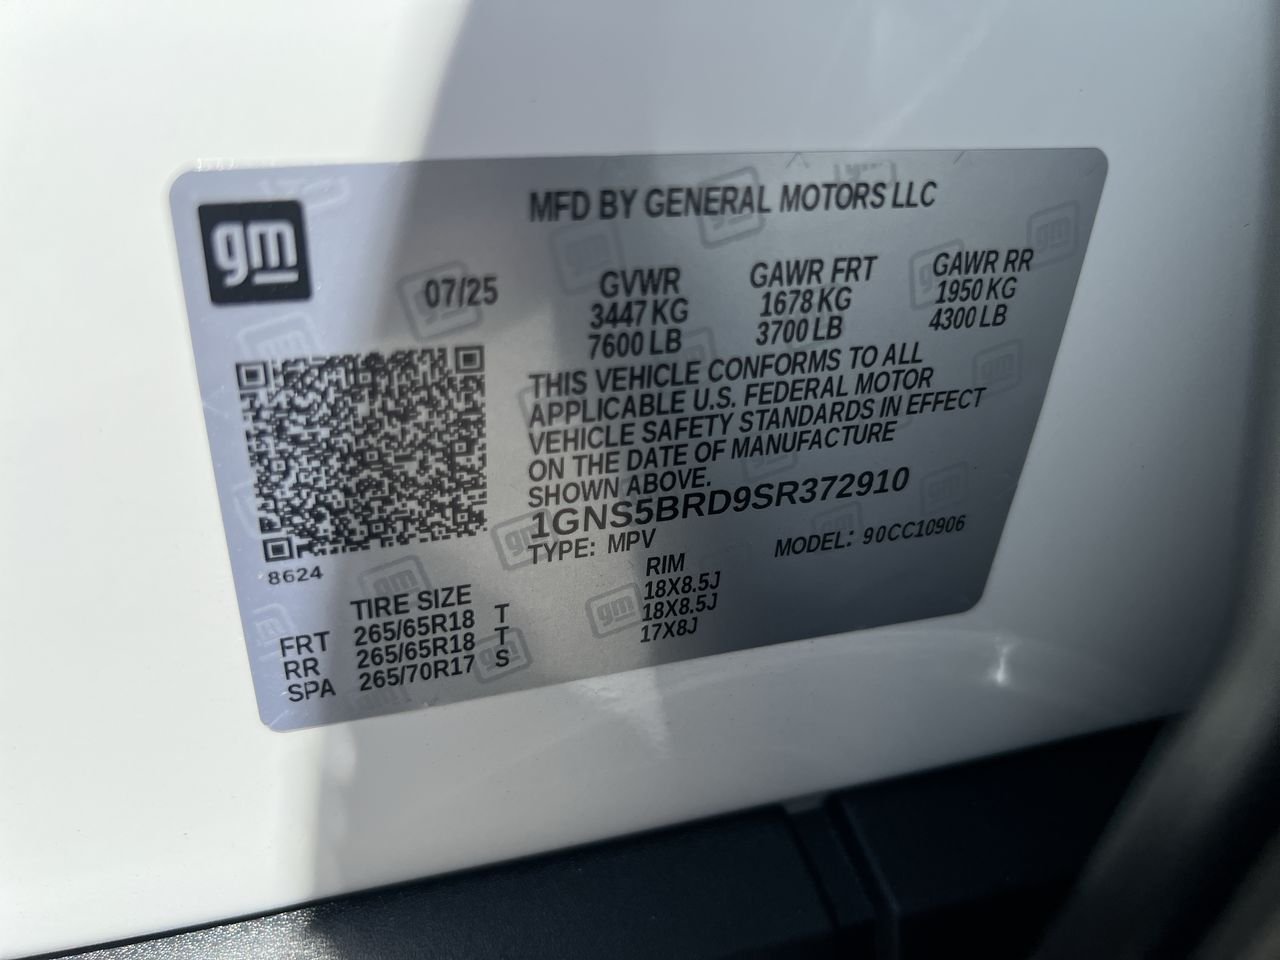 gm
MFD BY GENERAL MOTORS LLC
07/25
GVWR GAWR FRT GAWR RR
3447 KG 1678 KG 1950 KG
7600 LB 3700 LB 4300 LB
THIS VEHICLE CONFORMS TO ALL
APPLICABLE U.S. FEDERAL MOTOR
VEHICLE SAFETY STANDARDS IN EFFECT
ON THE DATE OF MANUFACTURE
SHOWN ABOVE.
1GNS5BRD9SR372910
TYPE: MPV MODEL: 90CC10906
8624
TIRE SIZE RIM
FRT 265/65R18 T 18X8.5J
RR 265/65R18 T 18X8.5J
SPA 265/70R17 S 17X8J